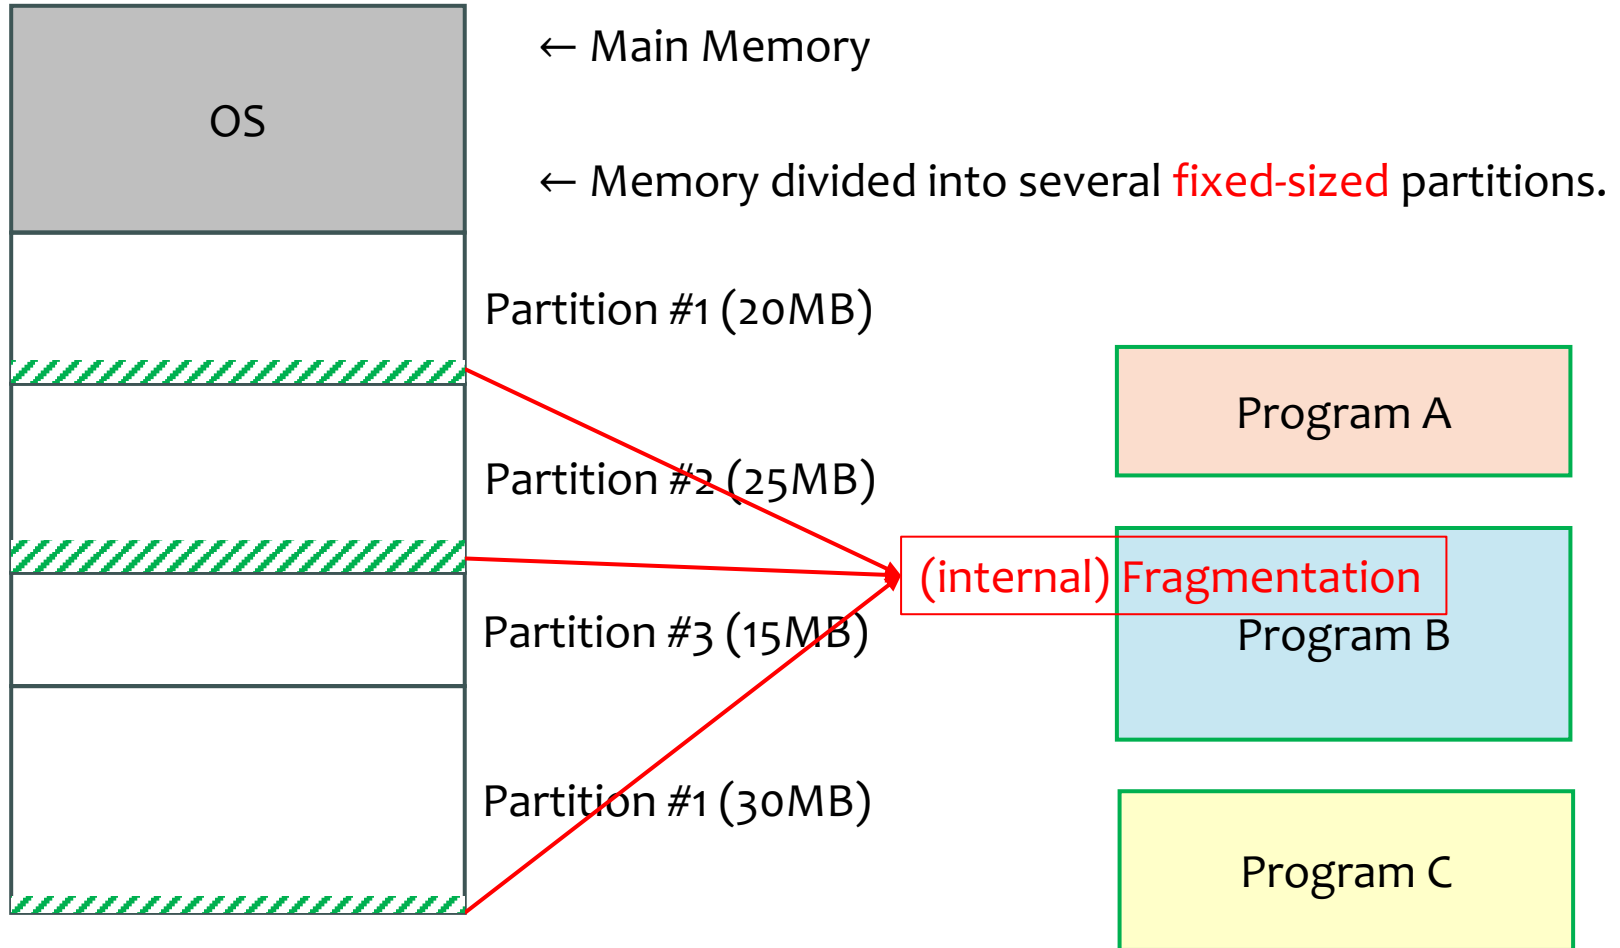 ← Main Memory
OS
← Memory divided into several fixed-sized partitions.
Partition #1 (20MB)
Program A
Partition #2 (25MB)
(internal) Fragmentation
Partition #3 (15MB)
Program B
Partition #1 (30MB)
Program C